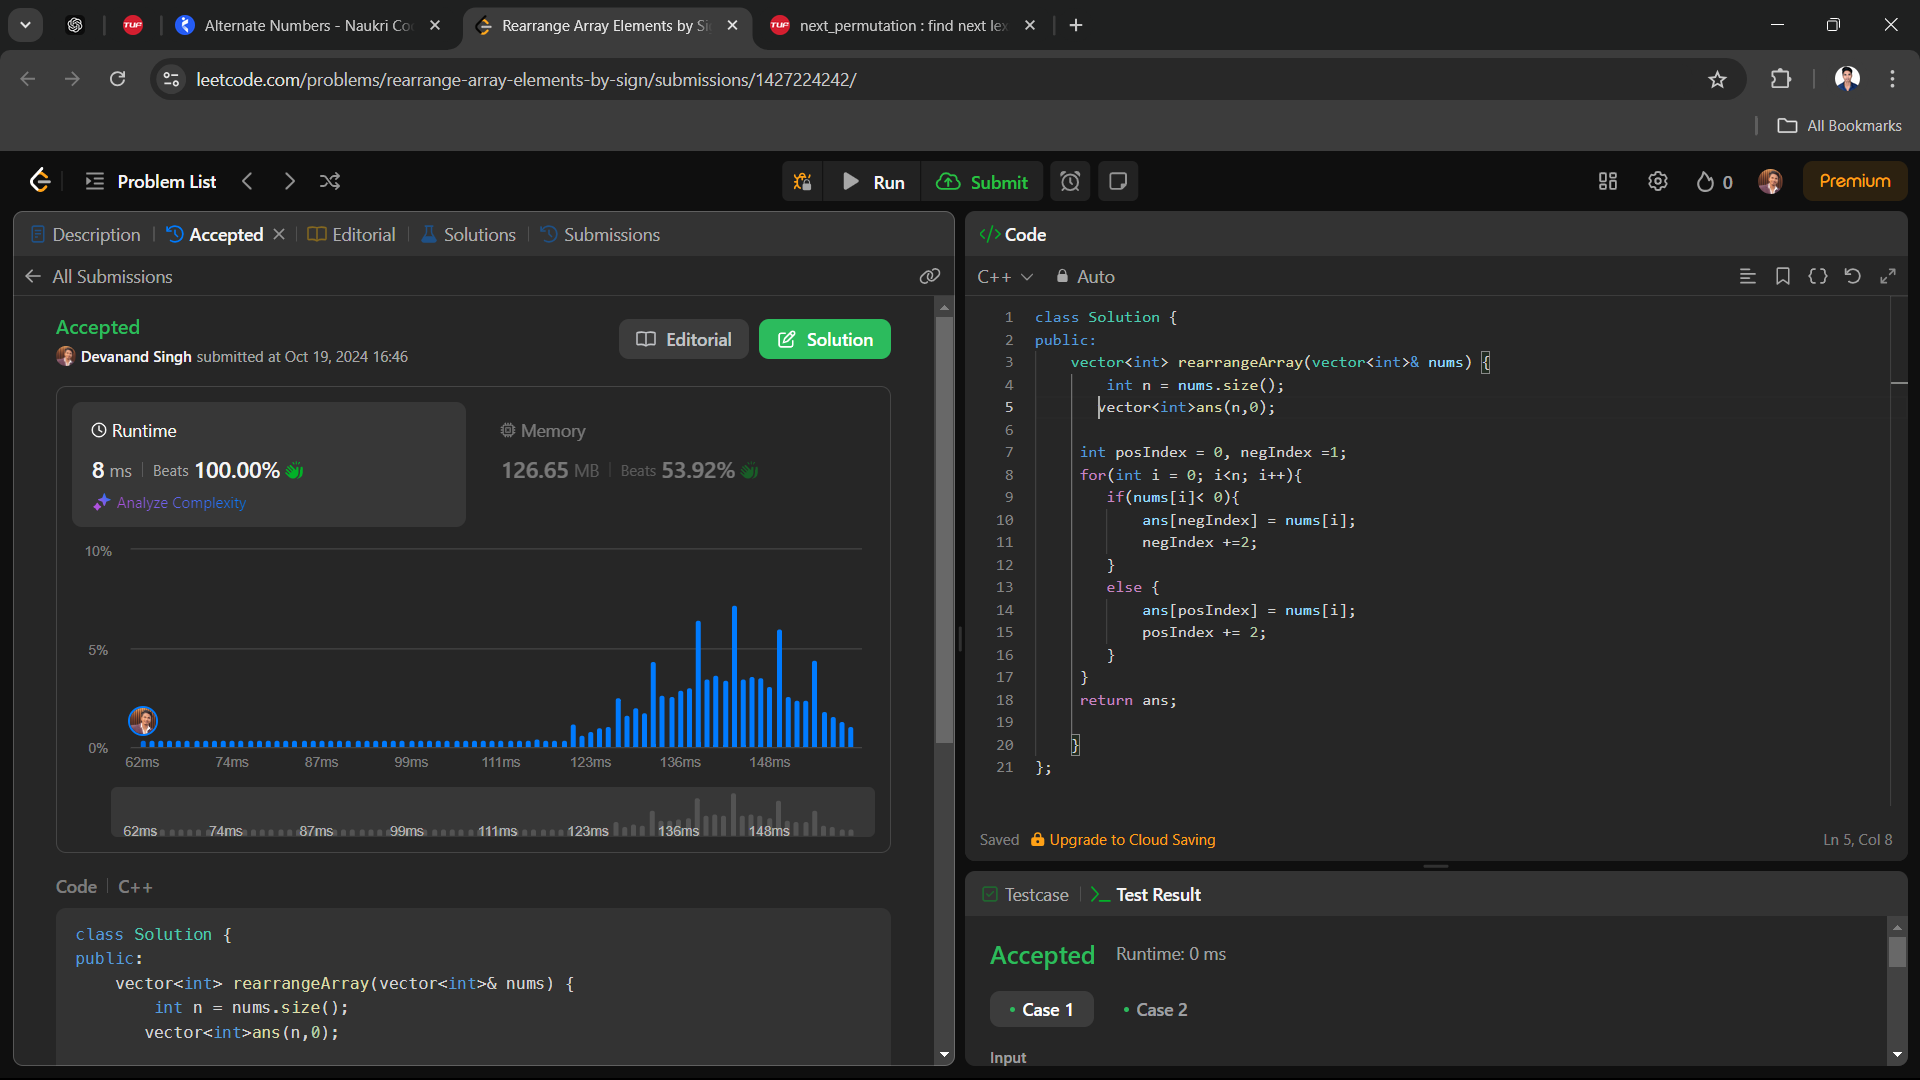 Alternate Numbers - Naukri Co
Rearrange Array Elements by Si
next_permutation : find next lex
leetcode.com/problems/rearrange-array-elements-by-sign/submissions/1427224242/
All Bookmarks
Problem List
Run
Submit
0
Premium
Description
Accepted
Editorial
Solutions
Submissions
All Submissions
Accepted
Devanand Singh submitted at Oct 19, 2024 16:46
Editorial
Solution
Runtime
8 ms
Beats 100.00%
Analyze Complexity
Memory
126.65 MB
Beats 53.92%
10%
5%
0%
62ms 74ms 87ms 99ms 111ms 123ms 136ms 148ms
62ms 74ms 87ms 99ms 111ms 123ms 136ms 148ms
Code C++
class Solution {
public:
    vector<int> rearrangeArray(vector<int>& nums) {
        int n = nums.size();
       vector<int>ans(n,0);
</> Code
C++ Auto
1 class Solution {
2 public:
3     vector<int> rearrangeArray(vector<int>& nums) {
4         int n = nums.size();
5        vector<int>ans(n,0);
6
7      int posIndex = 0, negIndex =1;
8      for(int i = 0; i<n; i++){
9         if(nums[i]< 0){
10             ans[negIndex] = nums[i];
11             negIndex +=2;
12         }
13         else {
14             ans[posIndex] = nums[i];
15             posIndex += 2;
16         }
17      }
18      return ans;
19
20     }
21 };
Saved Upgrade to Cloud Saving
Ln 5, Col 8
Testcase
Test Result
Accepted Runtime: 0 ms
Case 1
Case 2
Input